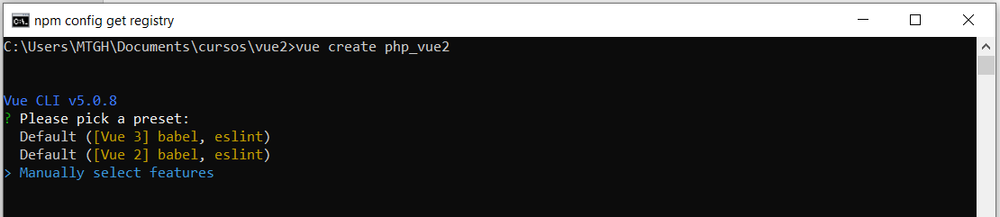 npm config get registry
C:\Users\MTGH\Documents\cursos\vue2>vue create php_vue2
Vue CLI v5.0.8
? Please pick a preset:
Default ([Vue 3] babel, eslint)
Default ([Vue 2] babel, eslint)
> Manually select features